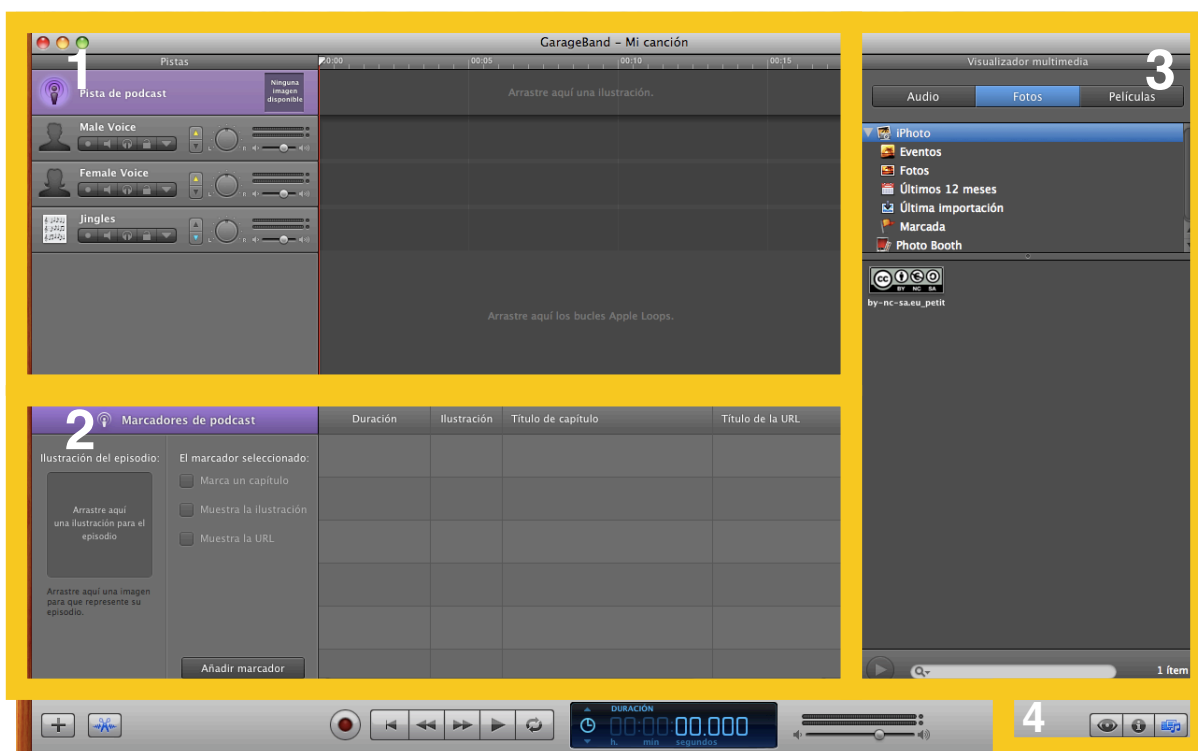 GarageBand – Mi canción
1
Pistas
00:00
00:05
00:10
00:15
Pista de podcast
Ninguna
imagen
disponible
Arrastre aquí una ilustración.
Male Voice
L R
Female Voice
L R
Jingles
L R
Arrastre aquí los bucles Apple Loops.
2
Marcadores de podcast
Duración
Ilustración
Título de capítulo
Título de la URL
Ilustración del episodio:
El marcador seleccionado:
Marca un capítulo
Arrastre aquí
una ilustración para el
episodio
Muestra la ilustración
Muestra la URL
Arrastre aquí una imagen
para que represente su
episodio.
Añadir marcador
3
Visualizador multimedia
Audio
Fotos
Películas
iPhoto
Eventos
Fotos
Últimos 12 meses
Última importación
Marcada
Photo Booth
cc
BY NC SA
by-nc-sa.eu_petit
1 ítem
DURACIÓN
00:00:00.000
h. min segundos
4